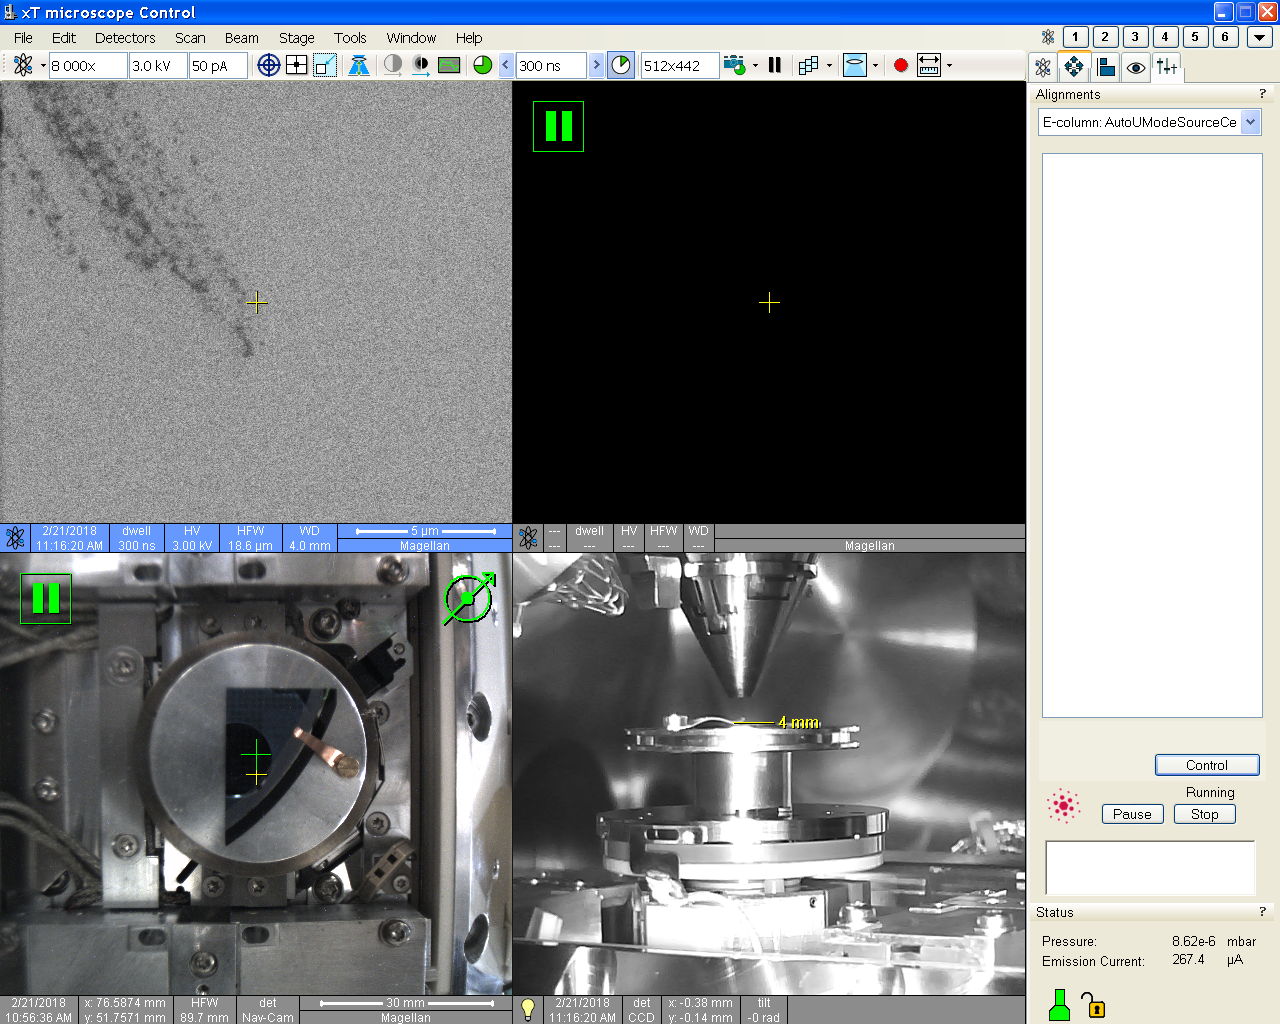 xT microscope Control
File Edit Detectors Scan Beam Stage Tools Window Help
1 2 3 4 5 6
8 000x 3.0 kV 50 pA 300 ns 512x442
Alignments ?
E-column: AutoUModeSourceCe
2/21/2018 dwell HV HFW WD 5 µm
11:16:20 AM 300 ns 3.00 kV 18.6 µm 4.0 mm Magellan
--- dwell HV HFW WD
--- --- --- --- --- Magellan
4 mm
Control
Running
Pause Stop
Status ?
Pressure: 8.62e-6 mbar
Emission Current: 267.4 µA
2/21/2018 x: 76.5874 mm HFW det 30 mm
10:56:36 AM y: 51.7571 mm 89.7 mm Nav-Cam Magellan
2/21/2018 det x: -0.38 mm tilt
11:16:20 AM CCD y: -0.14 mm -0 rad